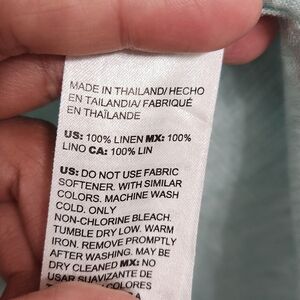 MADE IN THAILAND/ HECHO
EN TAILANDIA/ FABRIQUÉ
EN THAÏLANDE
US: 100% LINEN MX: 100%
LINO CA: 100% LIN
US: DO NOT USE FABRIC
SOFTENER. WITH SIMILAR
COLORS. MACHINE WASH
COLD. ONLY
NON-CHLORINE BLEACH.
TUMBLE DRY LOW. WARM
IRON. REMOVE PROMPTLY
AFTER WASHING. MAY BE
DRY CLEANED MX: NO
USAR SUAVIZANTE DE
COLORES